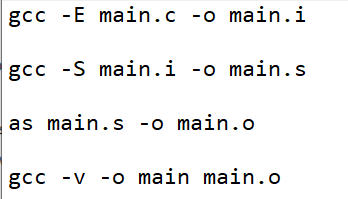 gcc -E main.c -o main.i
gcc -S main.i -o main.s
as main.s -o main.o
gcc -v -o main main.o